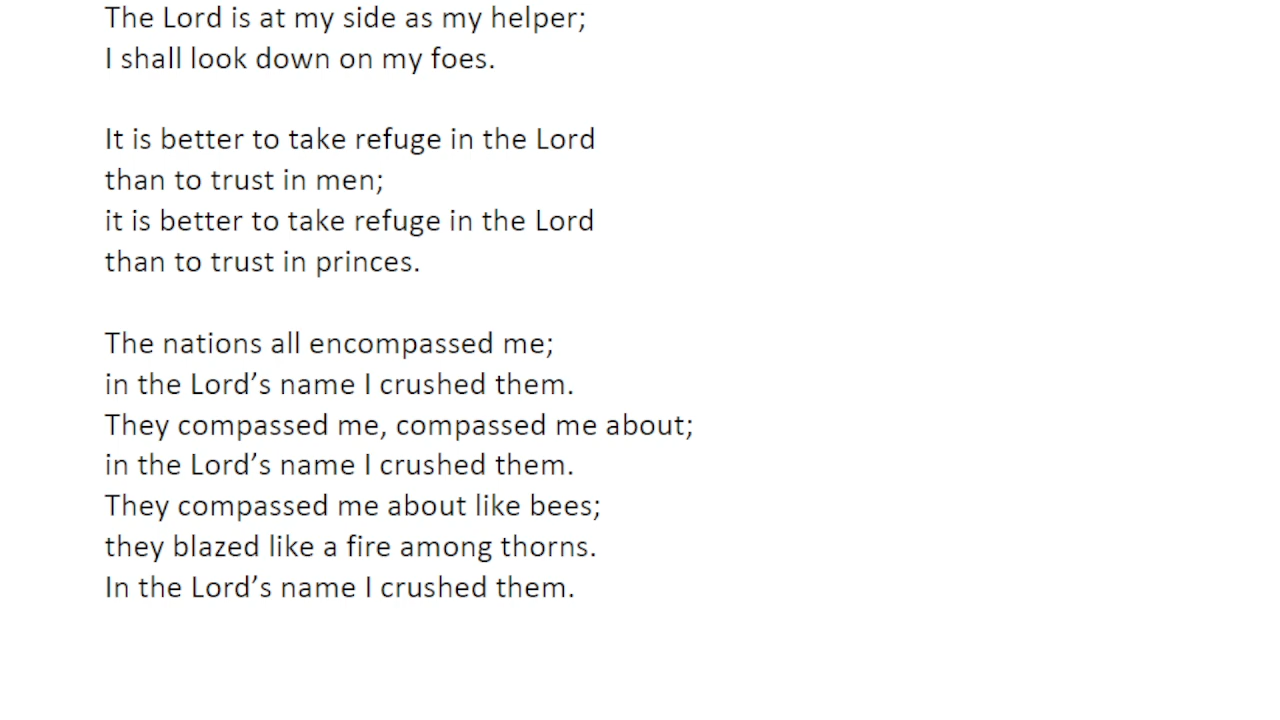 The Lord is at my side as my helper;
I shall look down on my foes.
It is better to take refuge in the Lord
than to trust in men;
it is better to take refuge in the Lord
than to trust in princes.
The nations all encompassed me;
in the Lord’s name I crushed them.
They compassed me, compassed me about;
in the Lord’s name I crushed them.
They compassed me about like bees;
they blazed like a fire among thorns.
In the Lord’s name I crushed them.